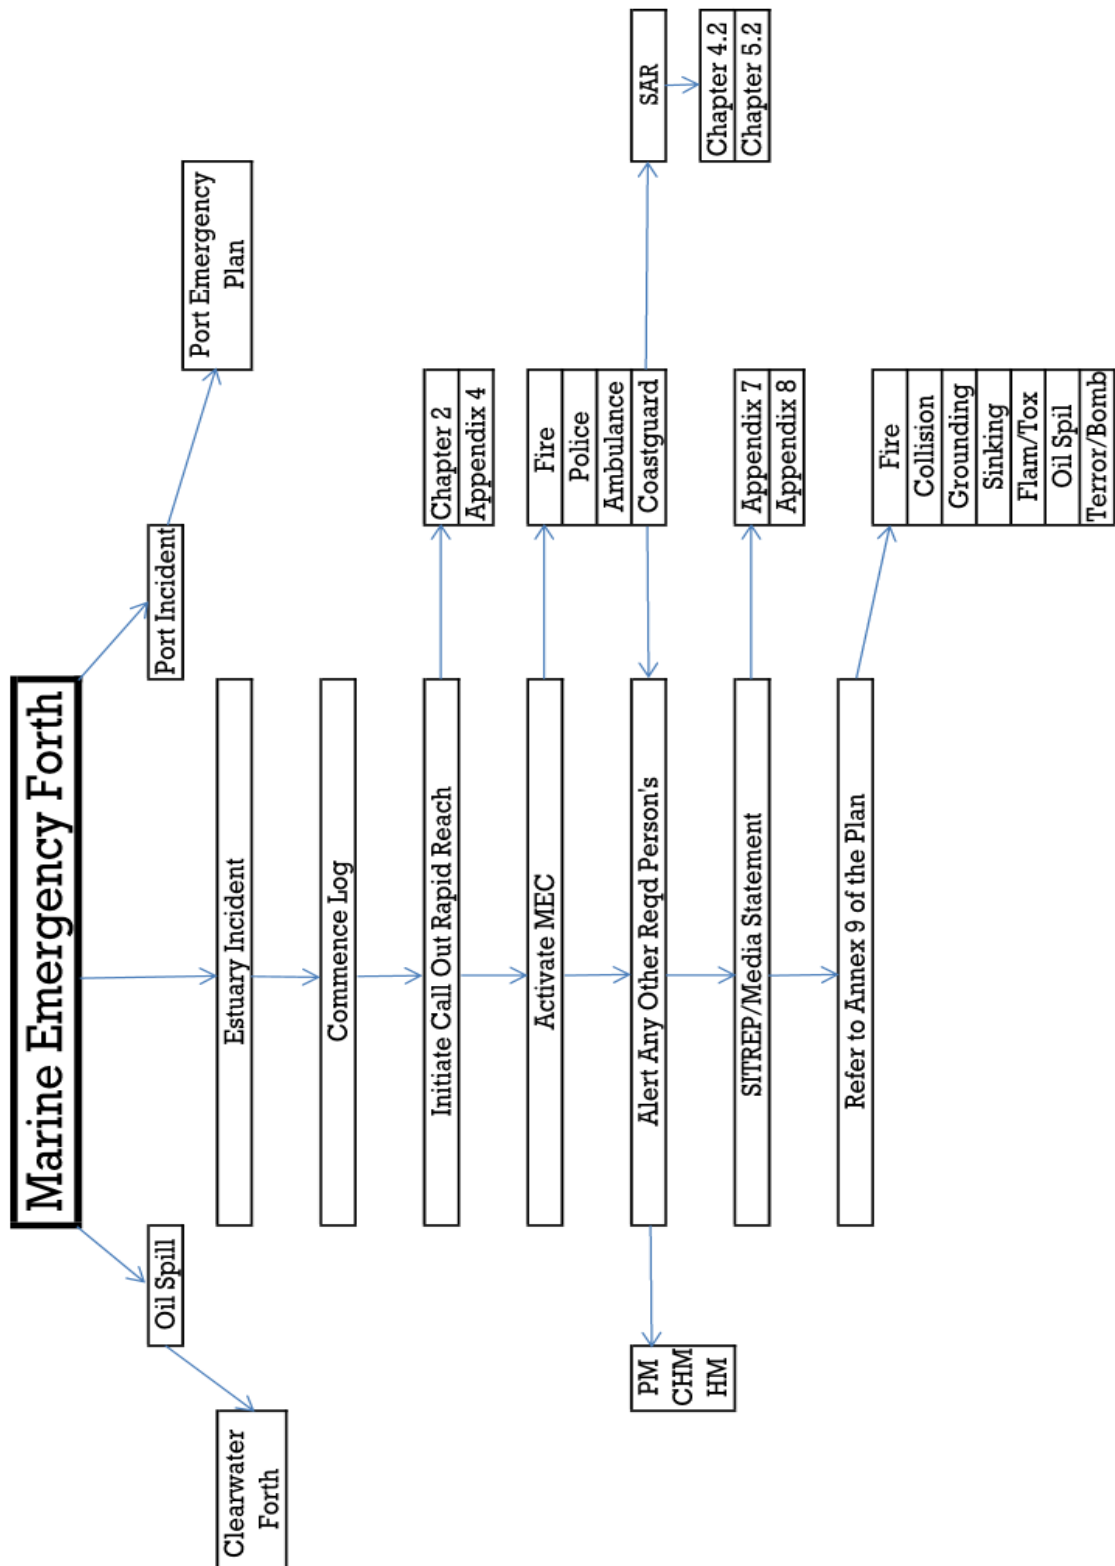 Marine Emergency Forth
Oil Spill
Port Incident
Clearwater
Forth
Estuary Incident
Port Emergency
Plan
Commence Log
Initiate Call Out Rapid Reach
Chapter 2
Appendix 4
Activate MEC
Fire
Police
Ambulance
Coastguard
SAR
Chapter 4.2
Chapter 5.2
PM
CHM
HM
Alert Any Other Reqd Person's
SITREP/Media Statement
Appendix 7
Appendix 8
Refer to Annex 9 of the Plan
Fire
Collision
Grounding
Sinking
Flam/Tox
Oil Spil
Terror/Bomb